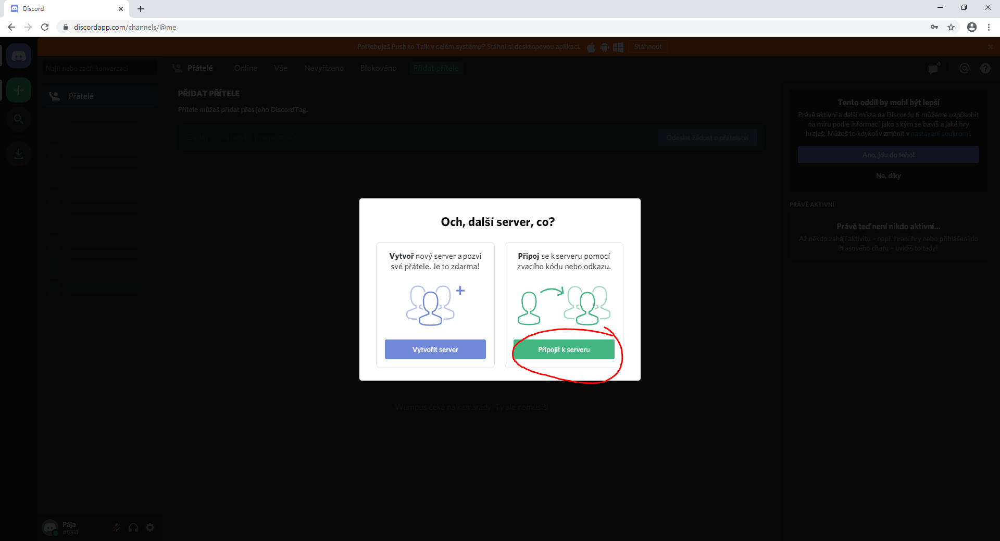 Discord
discordapp.com/channels/@me
Potřebuješ Push to Talk v celém systému? Stáhni si desktopovou aplikaci.
Stáhnout
Najít nebo začít konverzaci
Přátelé
Online
Vše
Nevyřízeno
Blokováno
Přidat přítele
Přátelé
PŘIDAT PŘÍTELE
Přítele můžeš přidat přes jeho DiscordTag.
Odeslat žádost o přátelství
Tento oddíl by mohl být lepší
Právě aktivní a další místa na Discordu ti můžeme uzpůsobit
na míru podle informací jako s kým se bavíš a jaké hry
hraješ. Můžeš to kdykoliv změnit v nastavení soukromí.
Ano, jdu do toho!
Ne, díky
PRÁVĚ AKTIVNÍ
Právě teď není nikdo aktivní...
Až někdo zahájí aktivitu – např. hraní hry nebo přihlášení do
hlasového chatu – uvidíš to tady!
Och, další server, co?
Vytvoř nový server a pozvi
své přátele. Je to zdarma!
Vytvořit server
Připoj se k serveru pomocí
zvacího kódu nebo odkazu.
Připojit k serveru
Wumpus čeká na kamarády. Ty ale nemusíš!
Pája
#6811